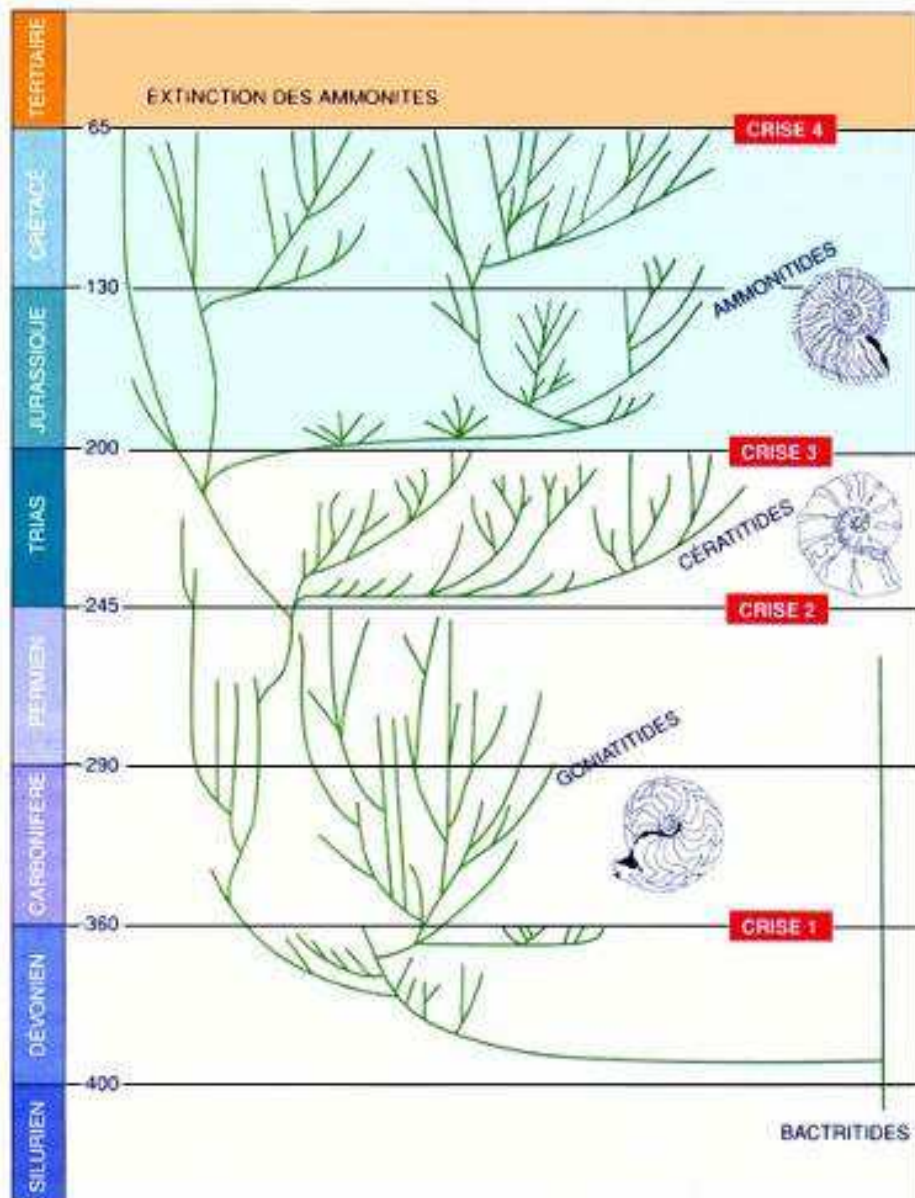 TERTIAIRE
EXTINCTION DES AMMONITES
65
CRISE 4
CRÉTACÉ
AMMONITIDES
130
JURASSIQUE
200
CRISE 3
TRIAS
CÉRATITIDES
245
CRISE 2
PERMIEN
GONIATITIDES
290
CARBONIFÈRE
360
CRISE 1
DÉVONIEN
400
BACTRITIDES
SILURIEN